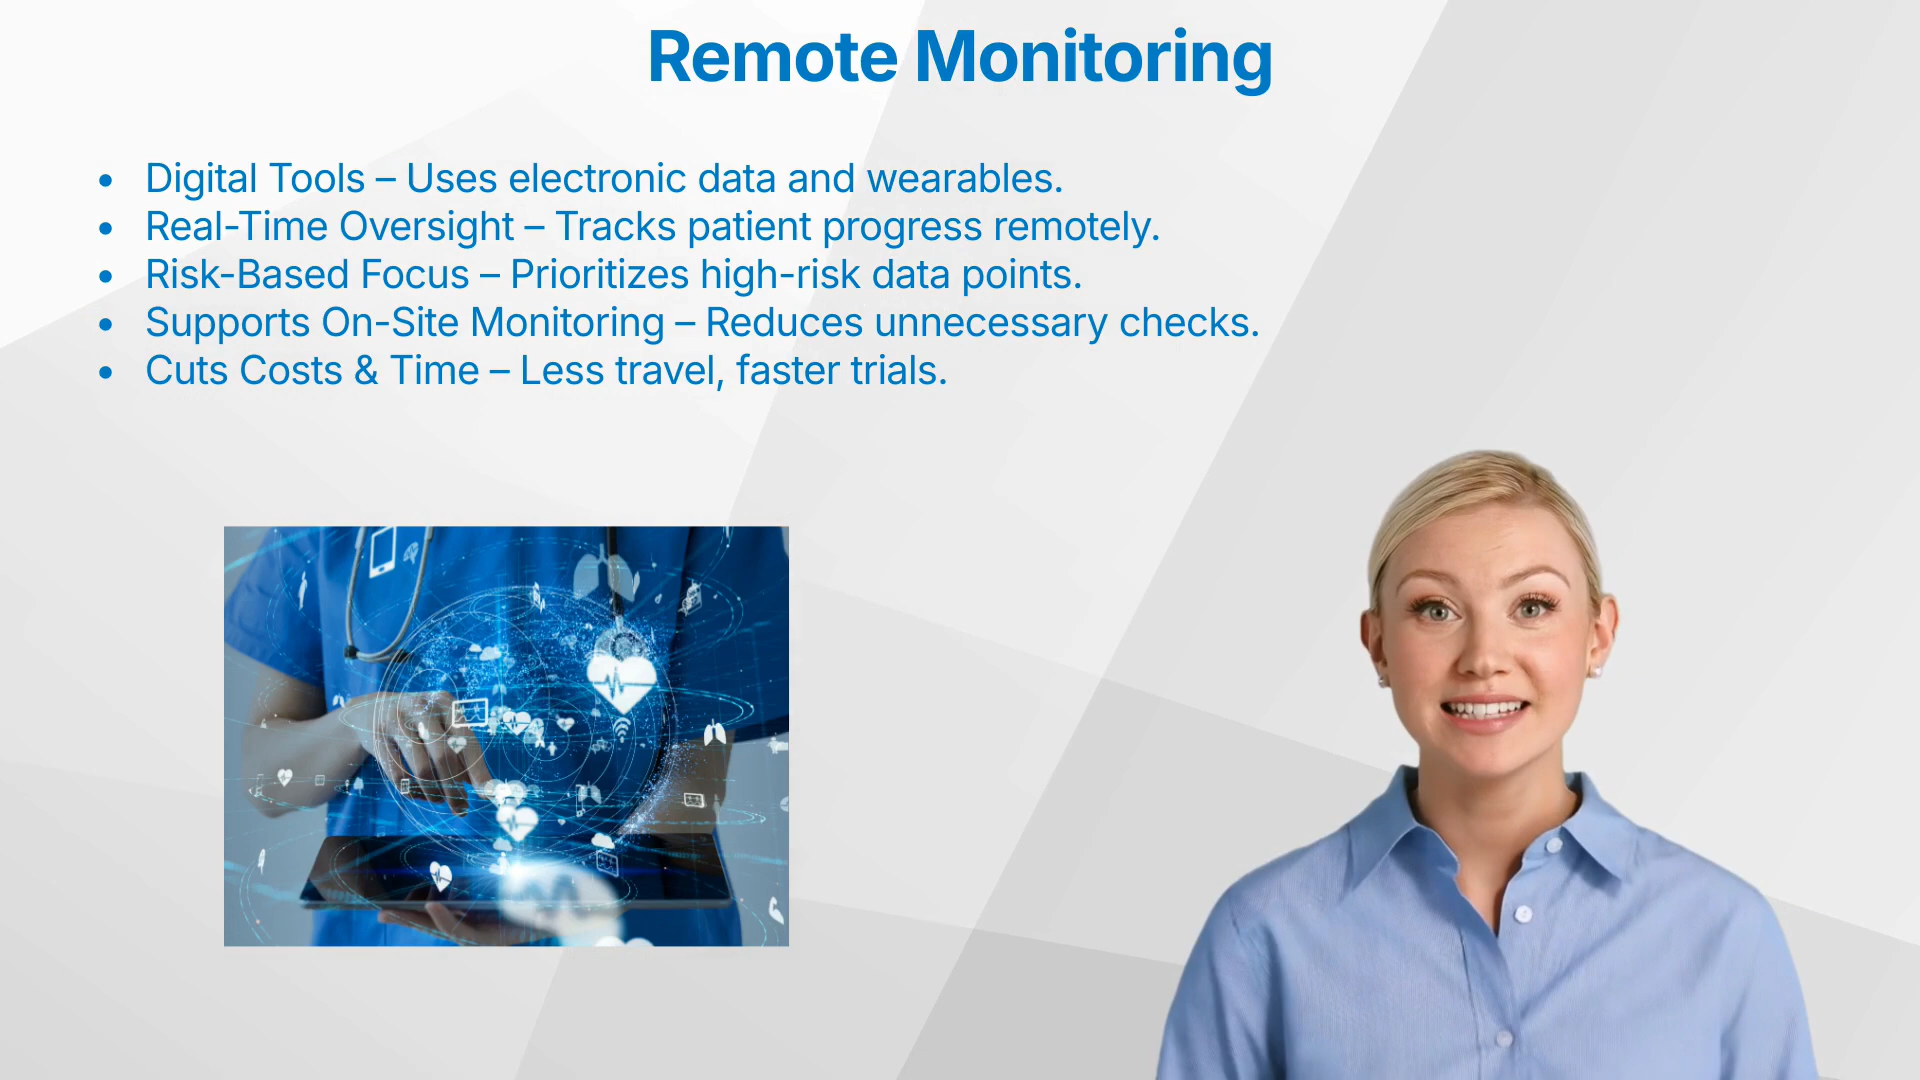 Remote Monitoring
• Digital Tools – Uses electronic data and wearables.
• Real-Time Oversight – Tracks patient progress remotely.
• Risk-Based Focus – Prioritizes high-risk data points.
• Supports On-Site Monitoring – Reduces unnecessary checks.
• Cuts Costs & Time – Less travel, faster trials.